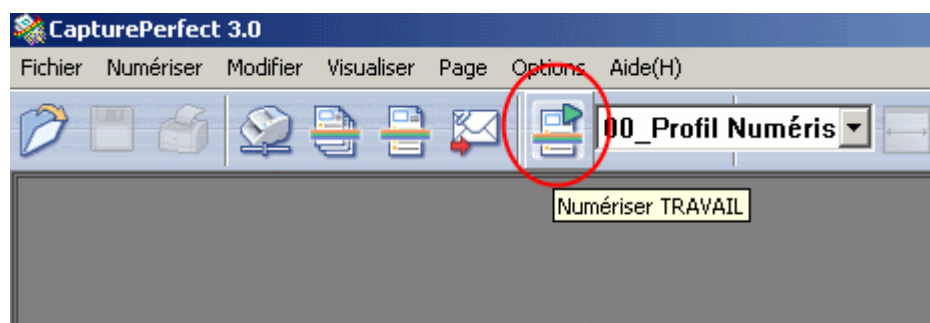 CapturePerfect 3.0
Fichier Numériser Modifier Visualiser Page Options Aide(H)
00_Profil Numéris
Numériser TRAVAIL